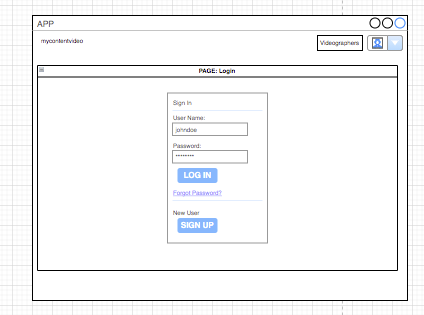 APP
mycontentvideo
Videographers
PAGE: Login
Sign In
User Name:
johndoe
Password:
********
LOG IN
Forgot Password?
New User
SIGN UP